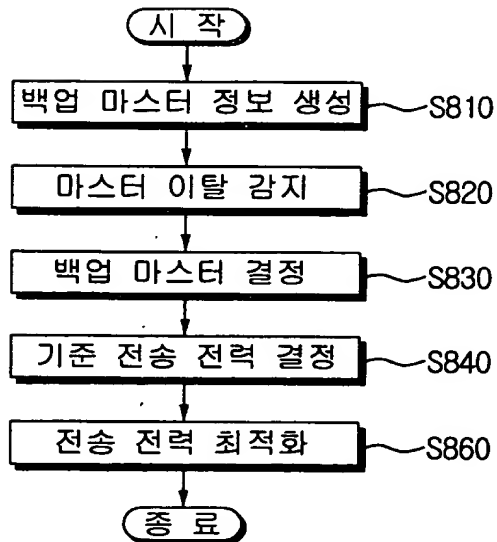 시 작
백업 마스터 정보 생성
S810
마스터 이탈 감지
S820
백업 마스터 결정
S830
기준 전송 전력 결정
S840
전송 전력 최적화
S860
종 료